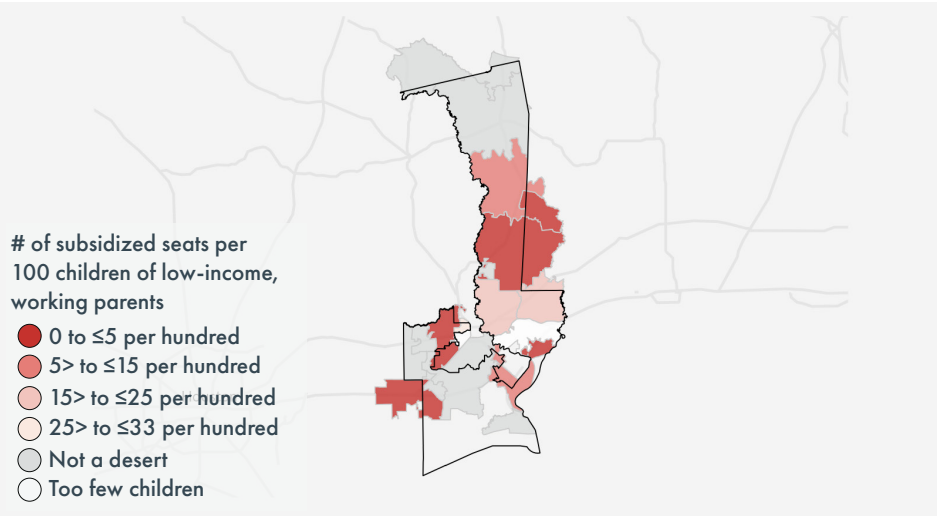 # of subsidized seats per
100 children of low-income,
working parents
0 to ≤5 per hundred
5> to ≤15 per hundred
15> to ≤25 per hundred
25> to ≤33 per hundred
Not a desert
Too few children